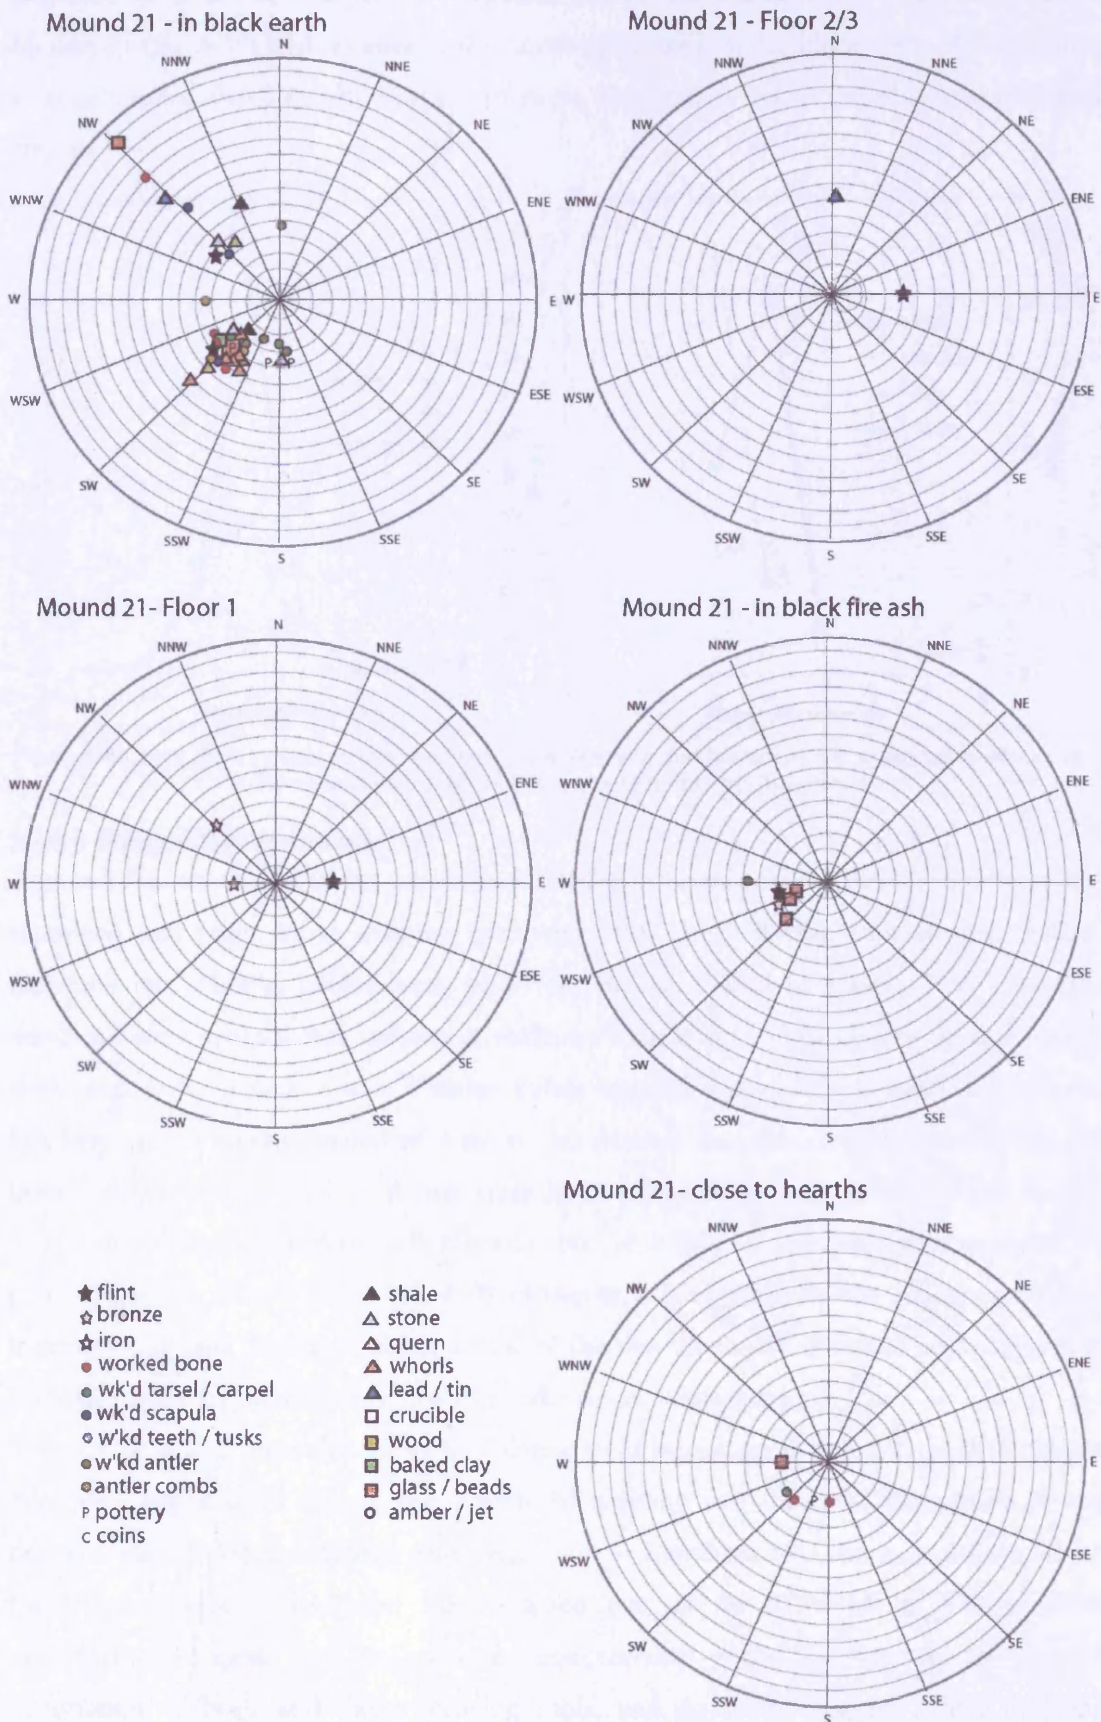 Mound 21 - in black earth
N
NNW
NNE
NW
NE
WNW
ENE
W
E
WSW
ESE
P P
SW
SE
SSW
SSE
S
Mound 21 - Floor 2/3
N
NNW
NNE
NW
NE
WNW
ENE
W
E
WSW
ESE
SW
SE
SSW
SSE
S
Mound 21- Floor 1
N
NNW
NNE
NW
NE
WNW
ENE
W
E
WSW
ESE
SW
SE
SSW
SSE
S
Mound 21 - in black fire ash
N
NNW
NNE
NW
NE
WNW
ENE
W
E
WSW
ESE
SW
SE
SSW
SSE
S
Mound 21- close to hearths
N
NNW
NNE
NW
NE
WNW
ENE
W
E
P
WSW
ESE
SW
SE
SSW
SSE
S
flint
bronze
iron
worked bone
wk'd tarsel / carpel
wk'd scapula
w'kd teeth / tusks
w'kd antler
antler combs
P pottery
C coins
shale
stone
quern
whorls
lead / tin
crucible
wood
baked clay
glass / beads
amber / jet